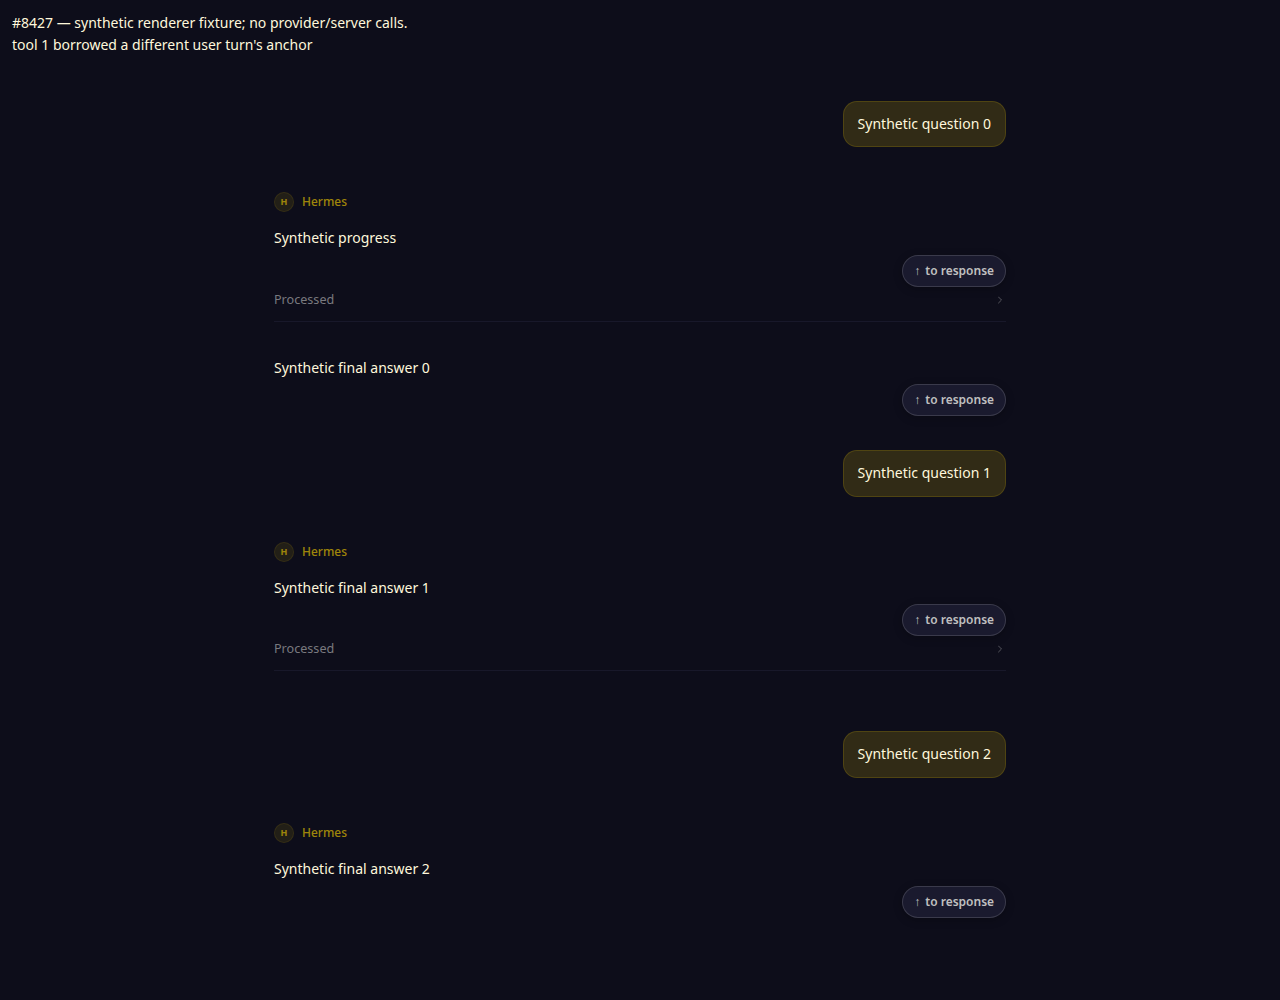 #8427 — synthetic renderer fixture; no provider/server calls.
tool 1 borrowed a different user turn's anchor
Synthetic question 0
H Hermes
Synthetic progress
↑ to response
Processed ›
Synthetic final answer 0
↑ to response
Synthetic question 1
H Hermes
Synthetic final answer 1
↑ to response
Processed ›
Synthetic question 2
H Hermes
Synthetic final answer 2
↑ to response